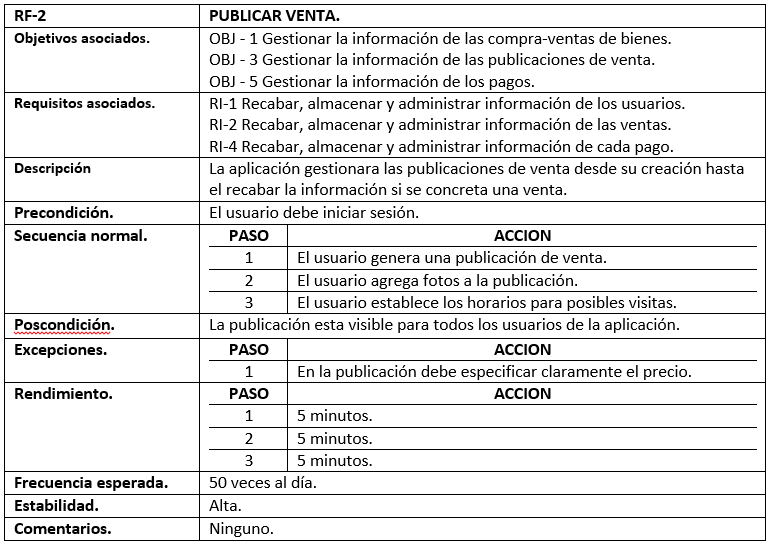 RF-2 PUBLICAR VENTA.
Objetivos asociados. OBJ - 1 Gestionar la información de las compra-ventas de bienes.
OBJ - 3 Gestionar la información de las publicaciones de venta.
OBJ - 5 Gestionar la información de los pagos.
Requisitos asociados. RI-1 Recabar, almacenar y administrar información de los usuarios.
RI-2 Recabar, almacenar y administrar información de las ventas.
RI-4 Recabar, almacenar y administrar información de cada pago.
Descripción La aplicación gestionara las publicaciones de venta desde su creación hasta
el recabar la información si se concreta una venta.
Precondición. El usuario debe iniciar sesión.
Secuencia normal. PASO ACCION
1 El usuario genera una publicación de venta.
2 El usuario agrega fotos a la publicación.
3 El usuario establece los horarios para posibles visitas.
Poscondición. La publicación esta visible para todos los usuarios de la aplicación.
Excepciones. PASO ACCION
1 En la publicación debe especificar claramente el precio.
Rendimiento. PASO ACCION
1 5 minutos.
2 5 minutos.
3 5 minutos.
Frecuencia esperada. 50 veces al día.
Estabilidad. Alta.
Comentarios. Ninguno.